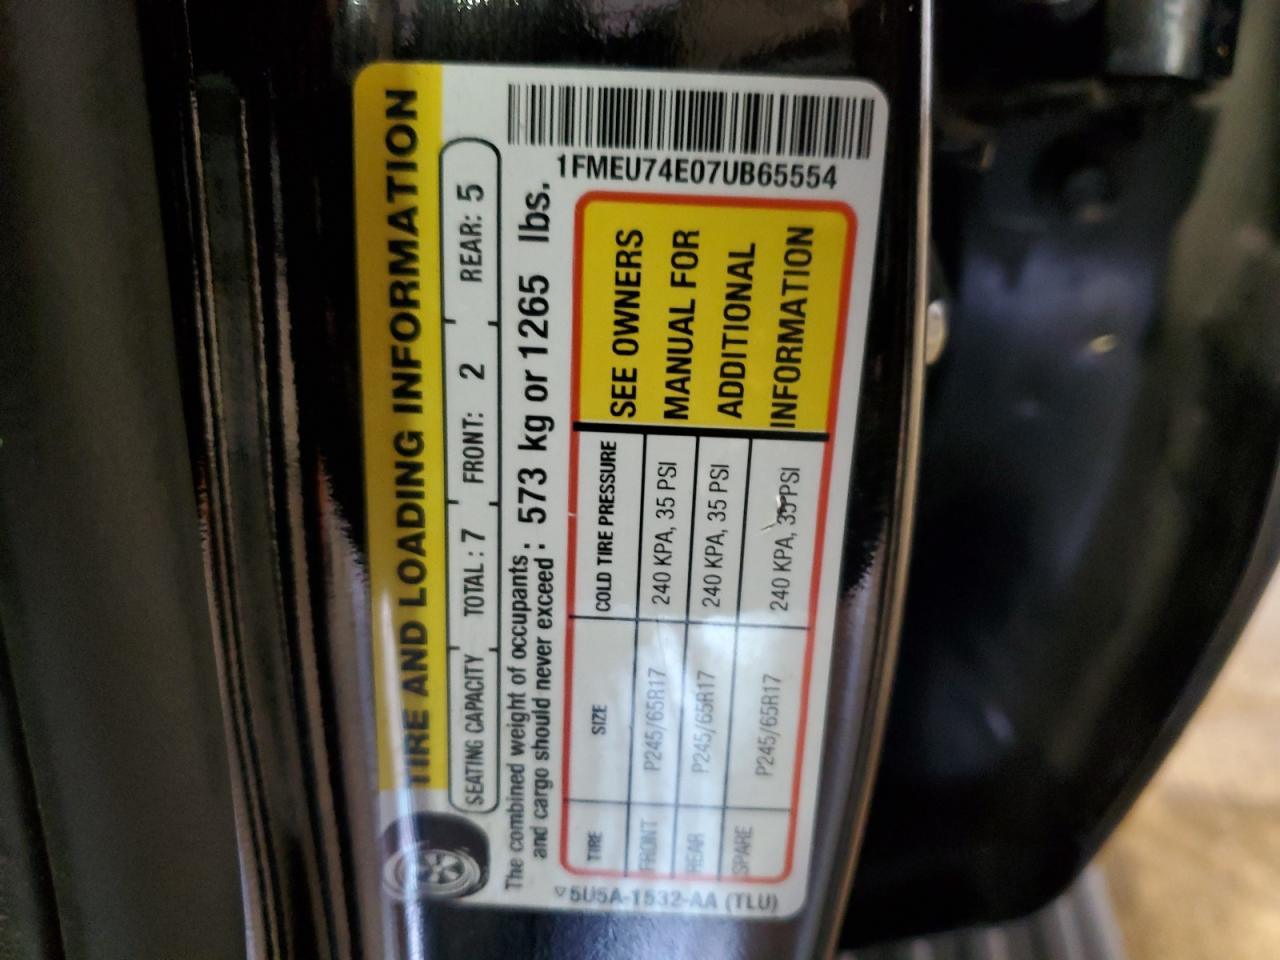 TIRE AND LOADING INFORMATION
SEATING CAPACITY TOTAL : 7 FRONT: 2 REAR: 5
The combined weight of occupants
and cargo should never exceed : 573 kg or 1265 lbs.
1FMEU74E07UB65554
TIRE SIZE COLD TIRE PRESSURE
FRONT P245/65R17 240 KPA, 35 PSI
REAR P245/65R17 240 KPA, 35 PSI
SPARE P245/65R17 240 KPA, 35 PSI
SEE OWNERS
MANUAL FOR
ADDITIONAL
INFORMATION
5U5A-1532-AA (TLU)